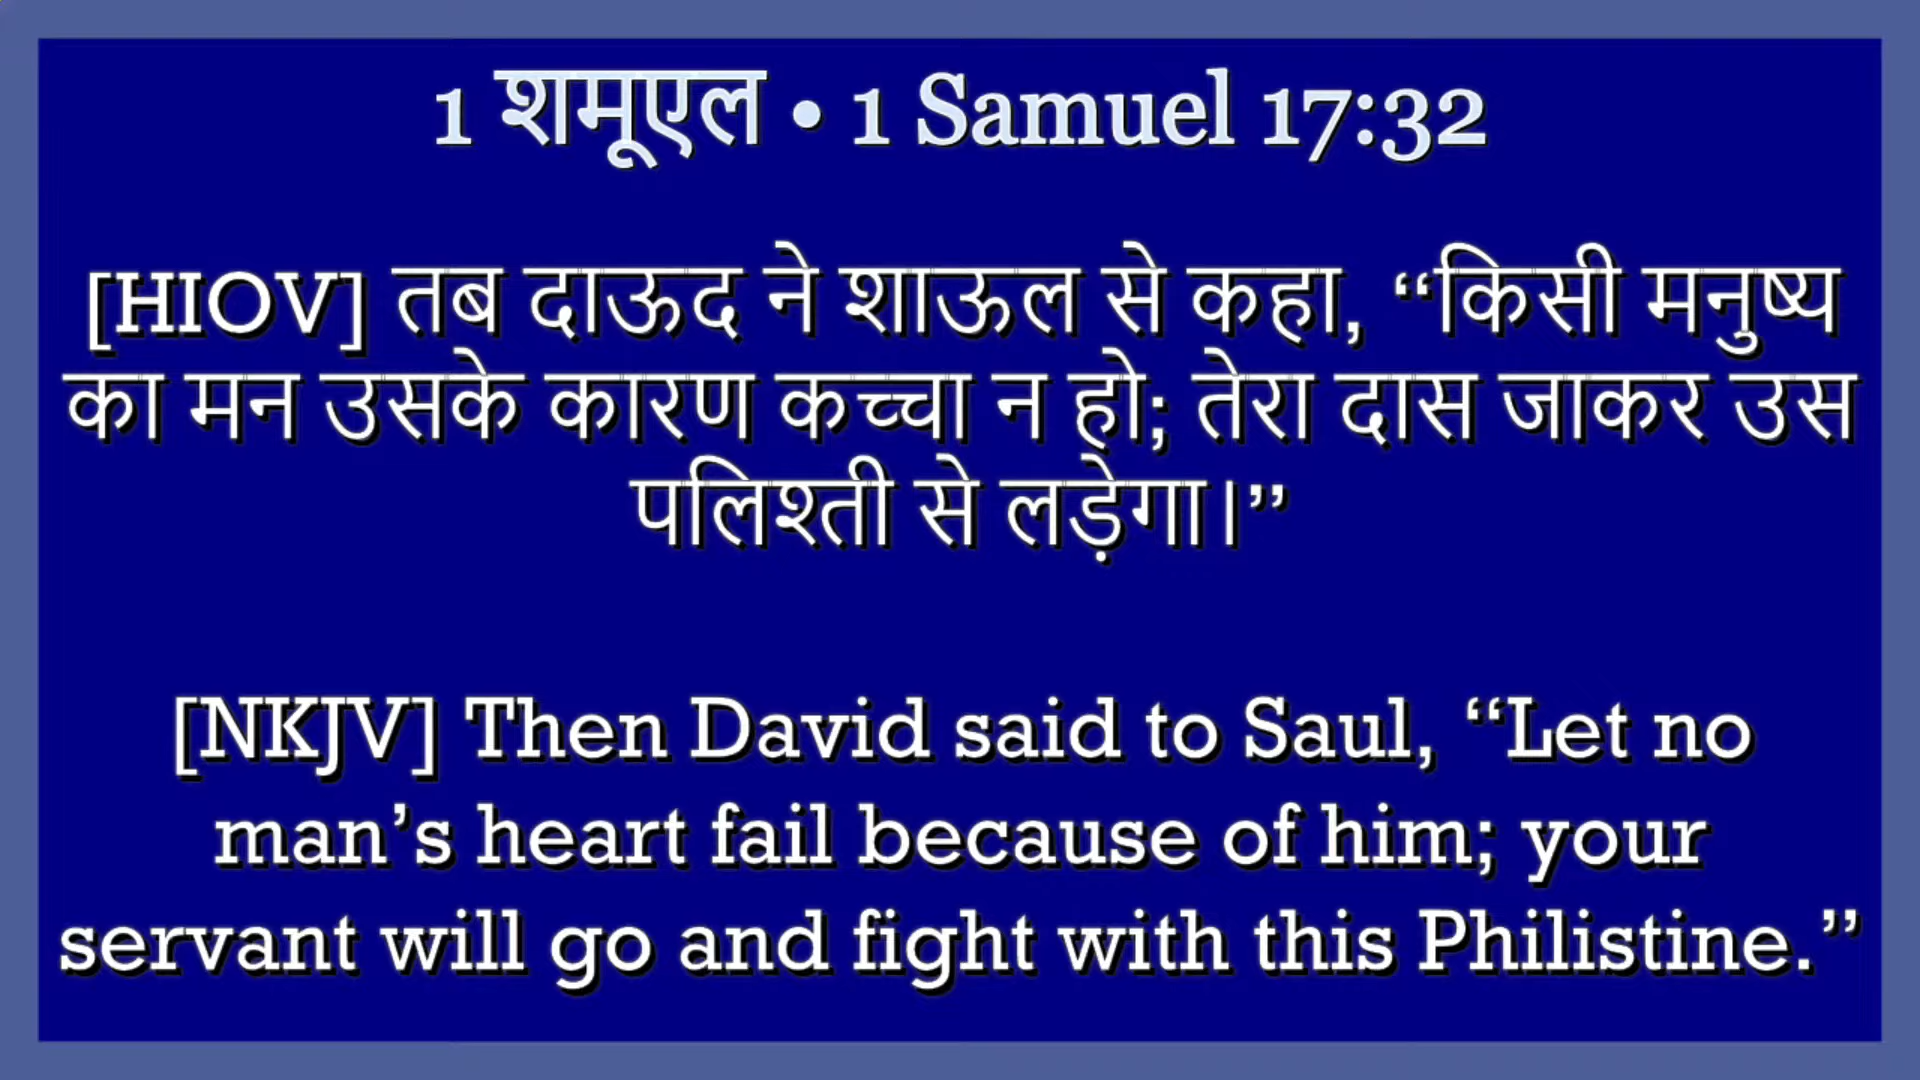 1 शमूएल • 1 Samuel 17:32
[HIOV] तब दाऊद ने शाऊल से कहा, “किसी मनुष्य
का मन उसके कारण कच्चा न हो; तेरा दास जाकर उस
पलिश्ती से लड़ेगा।”
[NKJV] Then David said to Saul, “Let no
man’s heart fail because of him; your
servant will go and fight with this Philistine.”